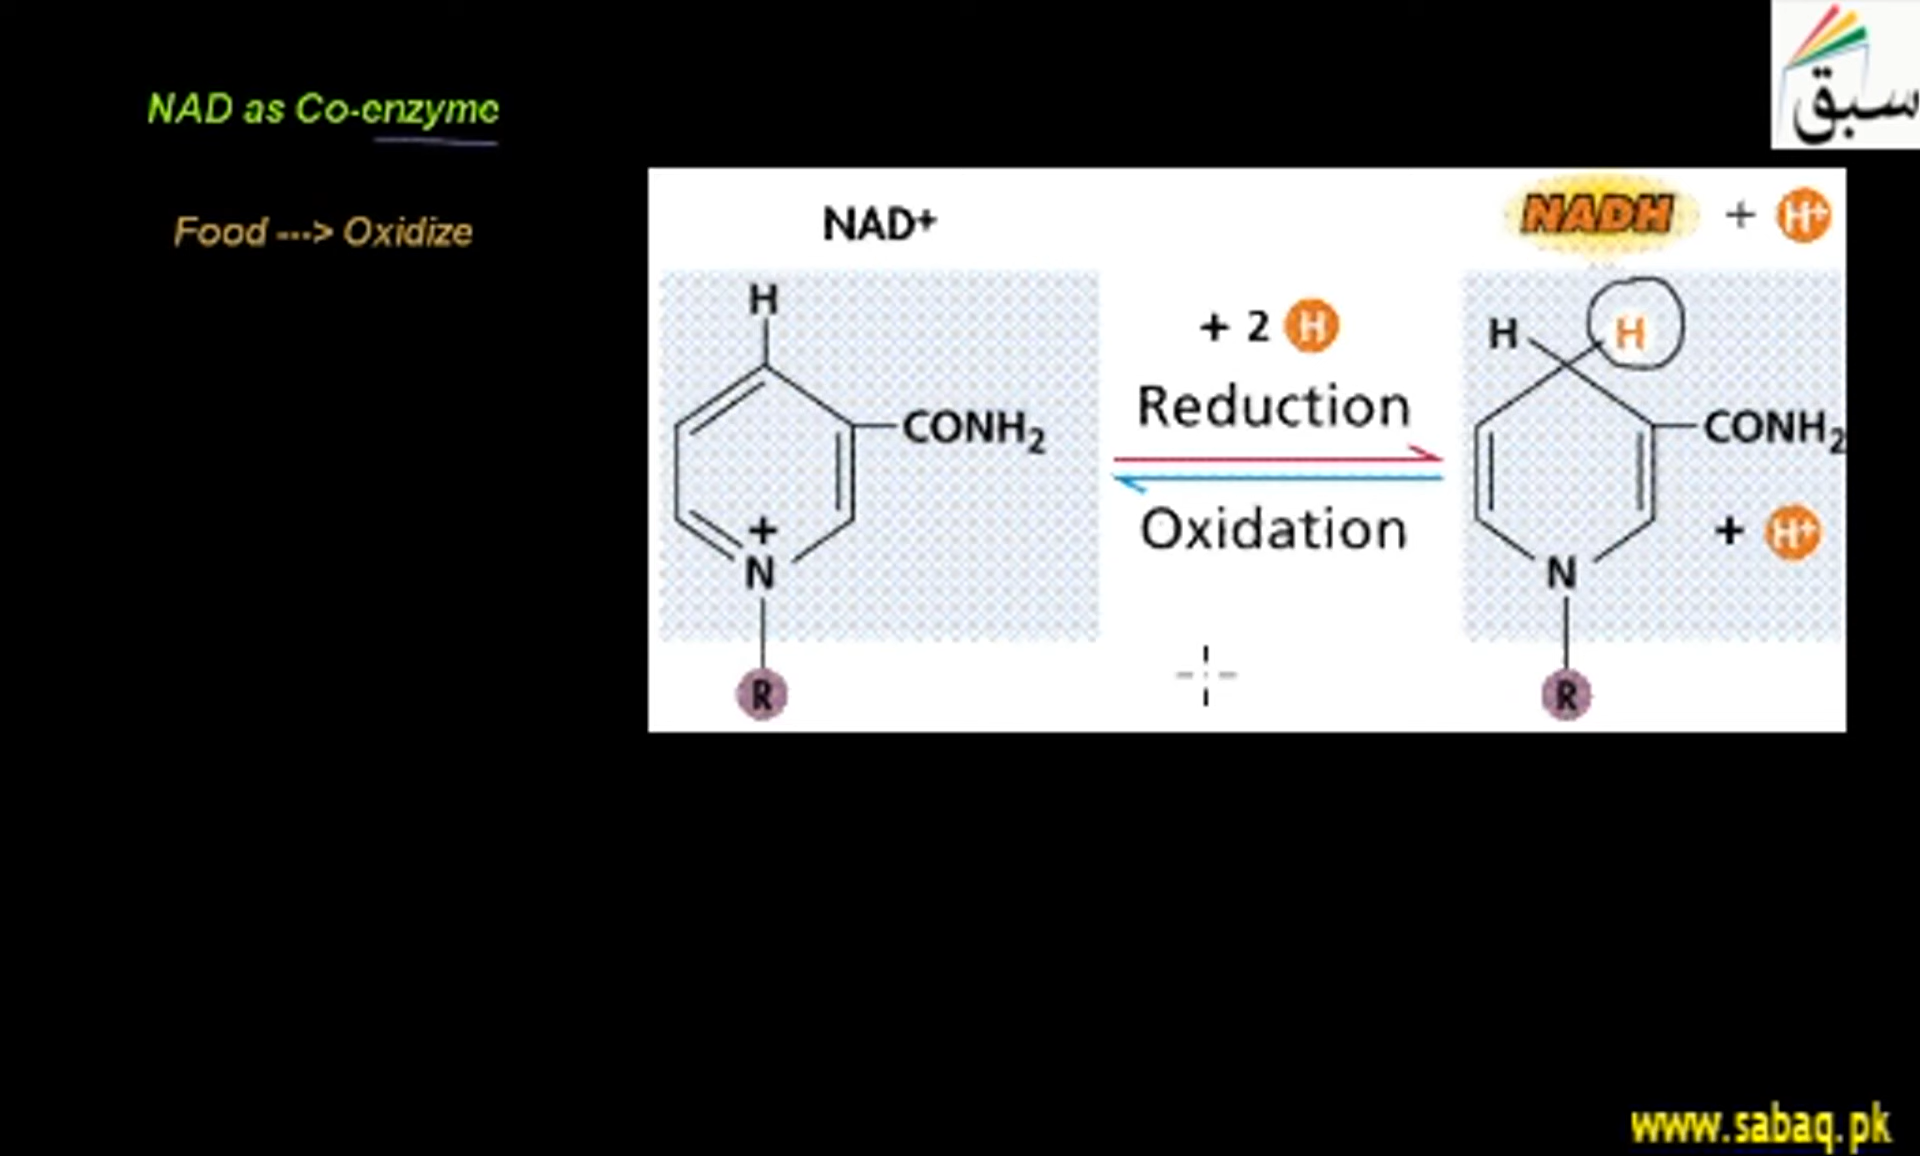 NAD as Co-enzyme
سبق
Food ---> Oxidize
NAD+
NADH + H+
H
+ 2 H
H H
Reduction
CONH2
CONH2
Oxidation
+
N
N
+ H+
R
R
www.sabaq.pk